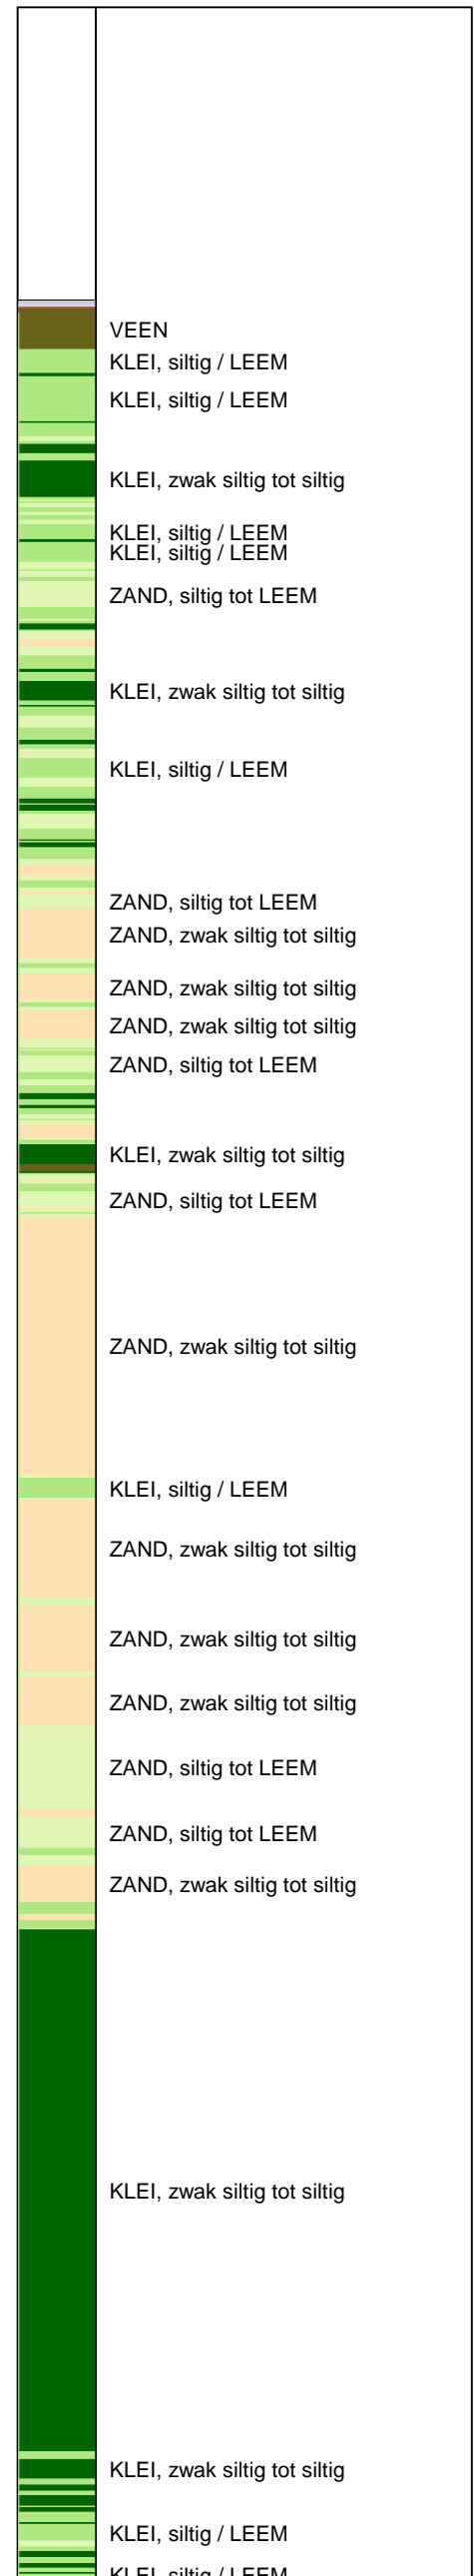 VEEN
KLEI, siltig / LEEM
KLEI, siltig / LEEM
KLEI, zwak siltig tot siltig
KLEI, siltig / LEEM
KLEI, siltig / LEEM
ZAND, siltig tot LEEM
KLEI, zwak siltig tot siltig
KLEI, siltig / LEEM
ZAND, siltig tot LEEM
ZAND, zwak siltig tot siltig
ZAND, zwak siltig tot siltig
ZAND, zwak siltig tot siltig
ZAND, siltig tot LEEM
KLEI, zwak siltig tot siltig
ZAND, siltig tot LEEM
ZAND, zwak siltig tot siltig
KLEI, siltig / LEEM
ZAND, zwak siltig tot siltig
ZAND, zwak siltig tot siltig
ZAND, zwak siltig tot siltig
ZAND, siltig tot LEEM
ZAND, siltig tot LEEM
ZAND, zwak siltig tot siltig
KLEI, zwak siltig tot siltig
KLEI, zwak siltig tot siltig
KLEI, siltig / LEEM
KLEI, siltig / LEEM